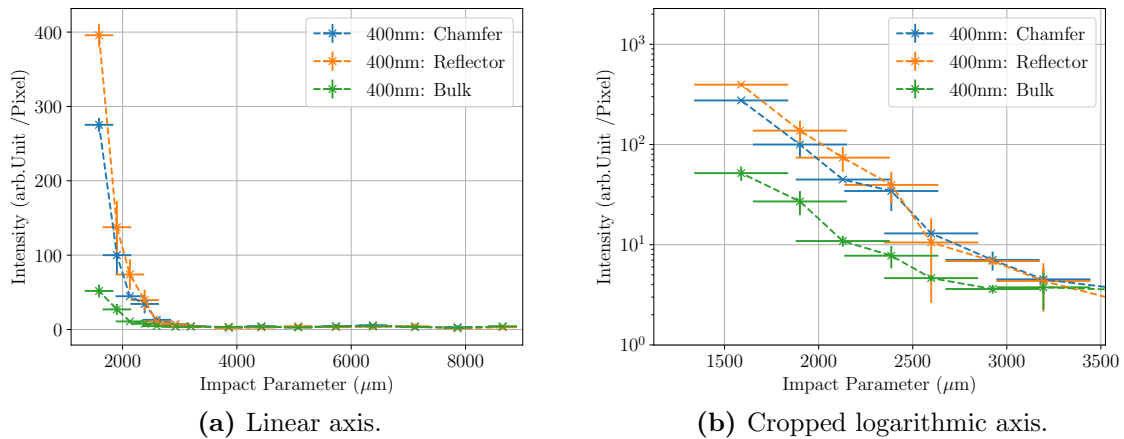 400
300
200
100
0
Intensity (arb.Unit /Pixel)
400nm: Chamfer
400nm: Reflector
400nm: Bulk
2000 4000 6000 8000
Impact Parameter (μm)
(a) Linear axis.
10³
10²
10¹
10⁰
Intensity (arb.Unit /Pixel)
400nm: Chamfer
400nm: Reflector
400nm: Bulk
1500 2000 2500 3000 3500
Impact Parameter (μm)
(b) Cropped logarithmic axis.